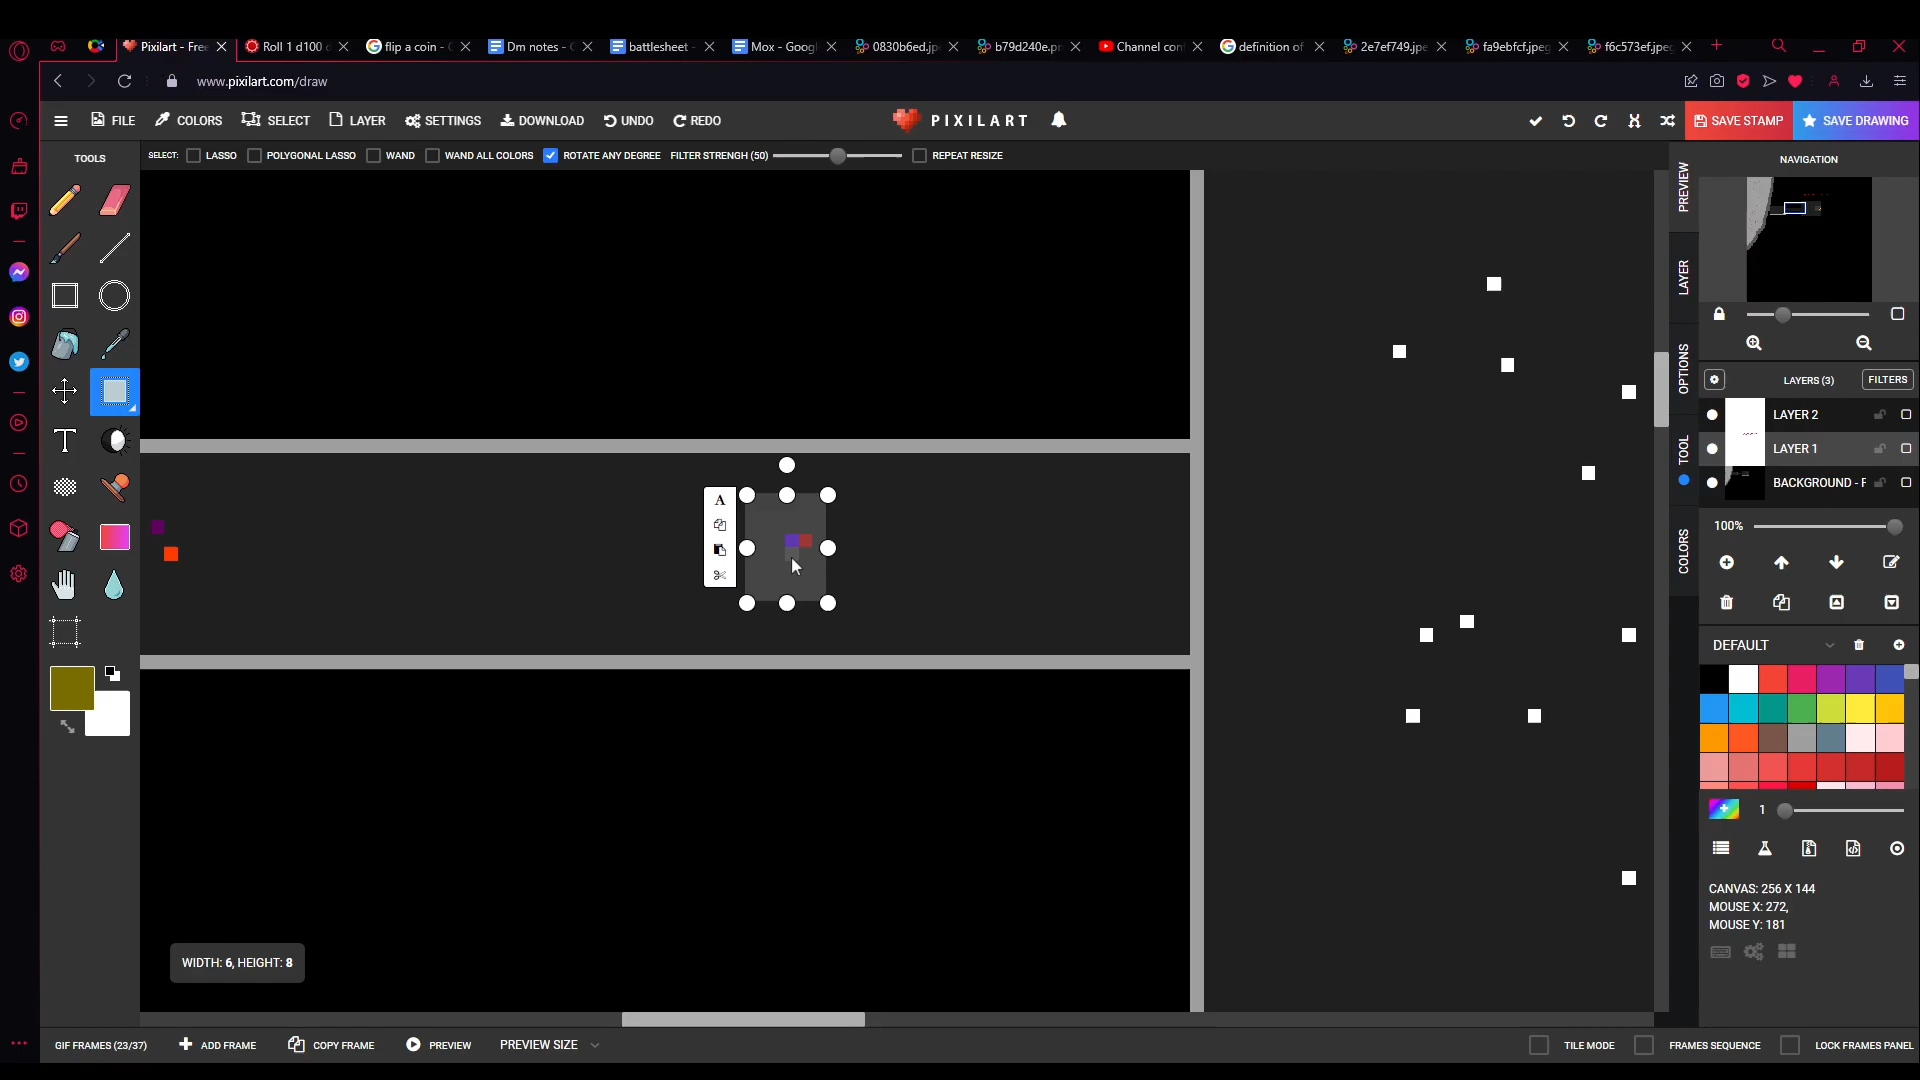 Pixilart - Free
Roll 1 d100
flip a coin -
Dm notes -
battlesheet -
Mox - Googl
0830b6ed.jp
b79d240e.pr
Channel con
definition of
2e7ef749.jpe
fa9ebfcf.jpeg
f6c573ef.jpeg
www.pixilart.com/draw
FILE
COLORS
SELECT
LAYER
SETTINGS
DOWNLOAD
UNDO
REDO
PIXILART
SAVE STAMP
SAVE DRAWING
TOOLS
SELECT:
LASSO
POLYGONAL LASSO
WAND
WAND ALL COLORS
ROTATE ANY DEGREE
FILTER STRENGH (50)
REPEAT RESIZE
PREVIEW
LAYER
OPTIONS
TOOL
COLORS
NAVIGATION
LAYERS (3)
FILTERS
LAYER 2
LAYER 1
BACKGROUND - F
100%
DEFAULT
1
CANVAS: 256 X 144
MOUSE X: 272,
MOUSE Y: 181
A
T
WIDTH: 6, HEIGHT: 8
GIF FRAMES (23/37)
ADD FRAME
COPY FRAME
PREVIEW
PREVIEW SIZE
TILE MODE
FRAMES SEQUENCE
LOCK FRAMES PANEL